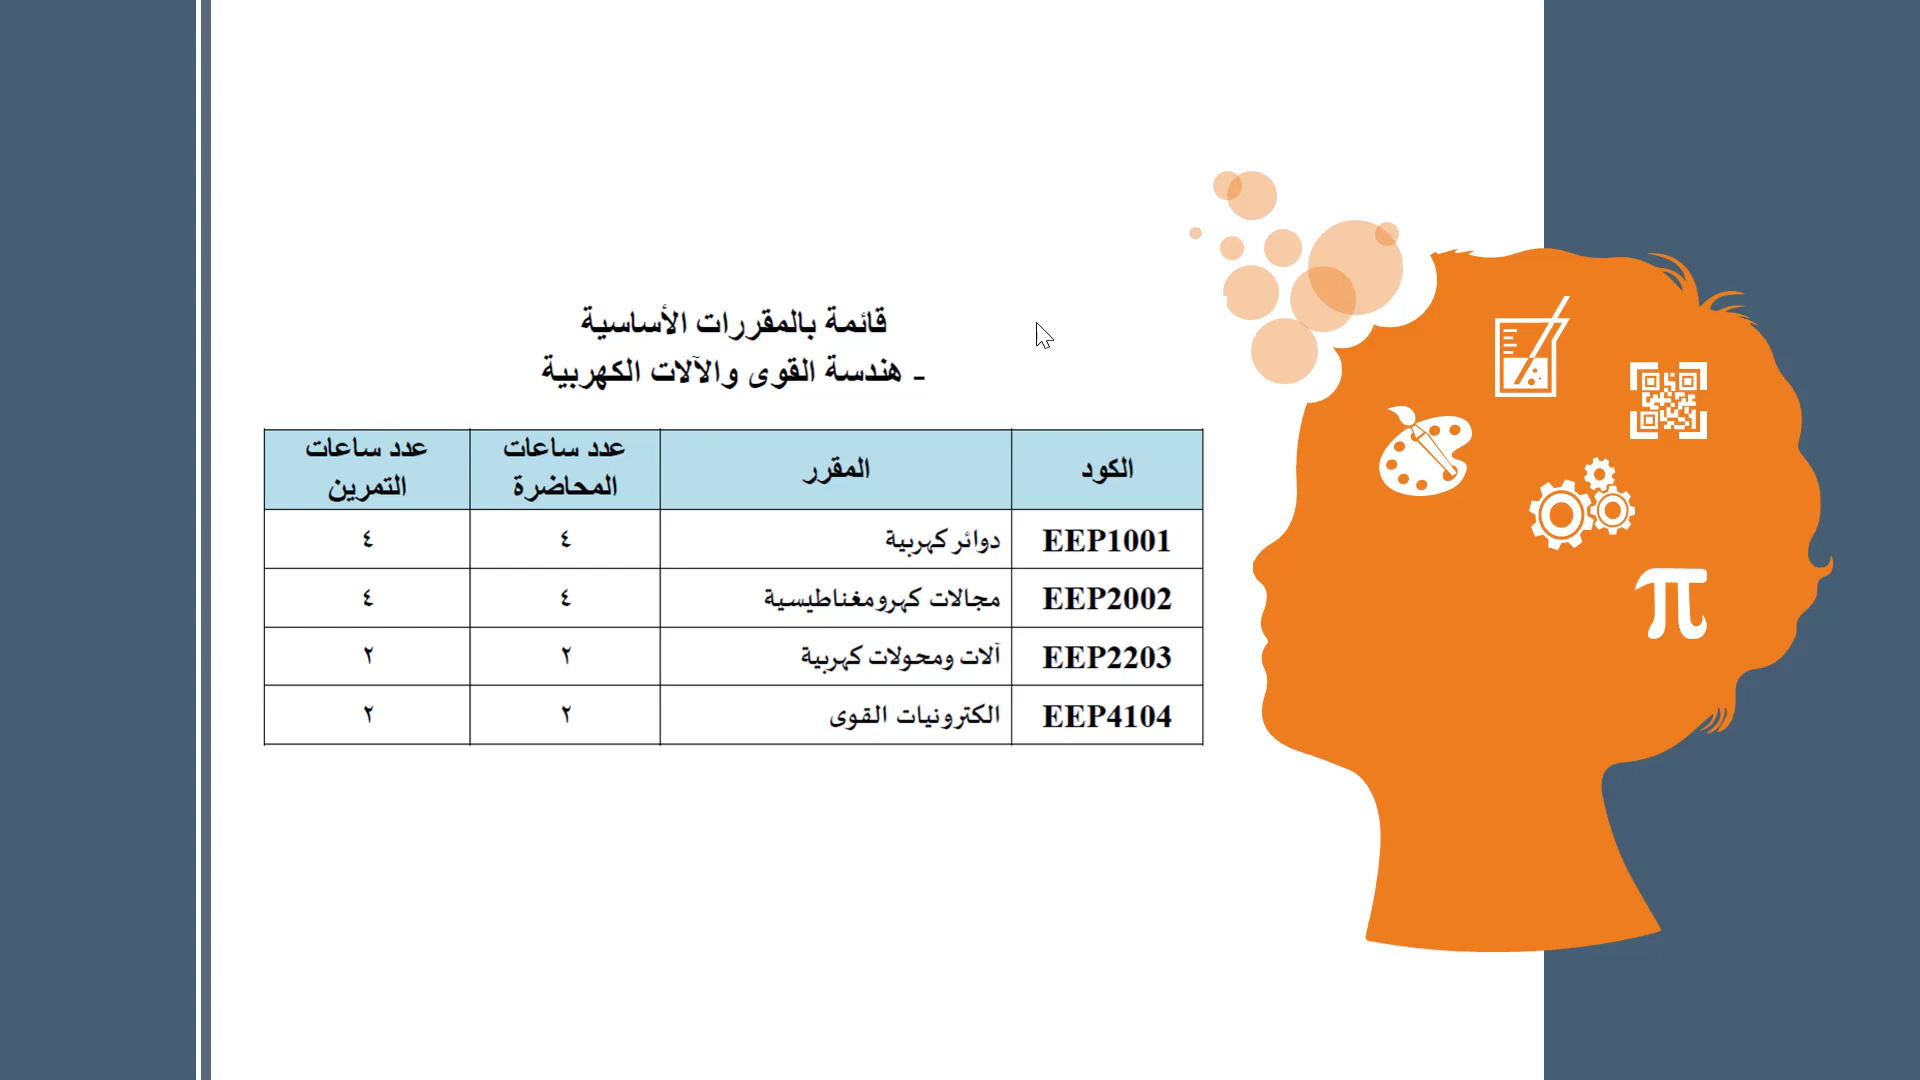 قائمة بالمقررات الأساسية
- هندسة القوى والآلات الكهربية
الكود المقرر عدد ساعات المحاضرة عدد ساعات التمرين
EEP1001 دوائر كهربية ٤ ٤
EEP2002 مجالات كهرومغناطيسية ٤ ٤
EEP2203 آلات ومحولات كهربية ٢ ٢
EEP4104 الكترونيات القوى ٢ ٢
π